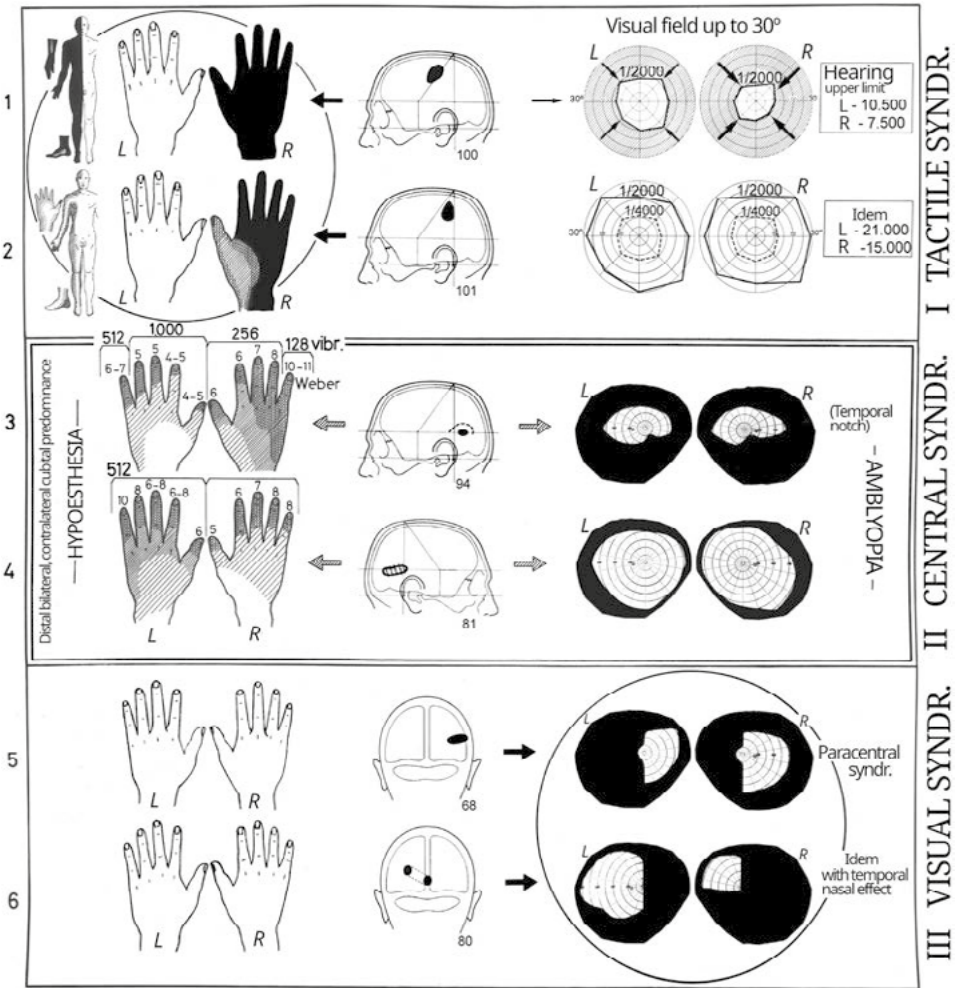 Visual field up to 30º
1
L
R
100
L
R
1/2000
1/2000
Hearing
upper limit
L - 10.500
R - 7.500
I TACTILE SYNDR.
2
L
R
101
L
R
1/2000
1/2000
1/4000
1/4000
Idem
L - 21.000
R -15.000
Distal bilateral, contralateral cubtal predomnance
—HYPOESTHESIA—
3
512
1000
256
128 vibr.
6-7
5
5
4-5
4-5
6
6
7
8
10-11
Weber
94
L
R
(Temporal
notch)
– AMBLYOPIA –
II CENTRAL SYNDR.
4
512
10
8
6-8
6-8
6
5
6
7
8
8
L
R
81
5
L
R
68
L
R
Paracentral
syndr.
III VISUAL SYNDR.
6
L
R
80
L
R
Idem
with temporal
nasal effect